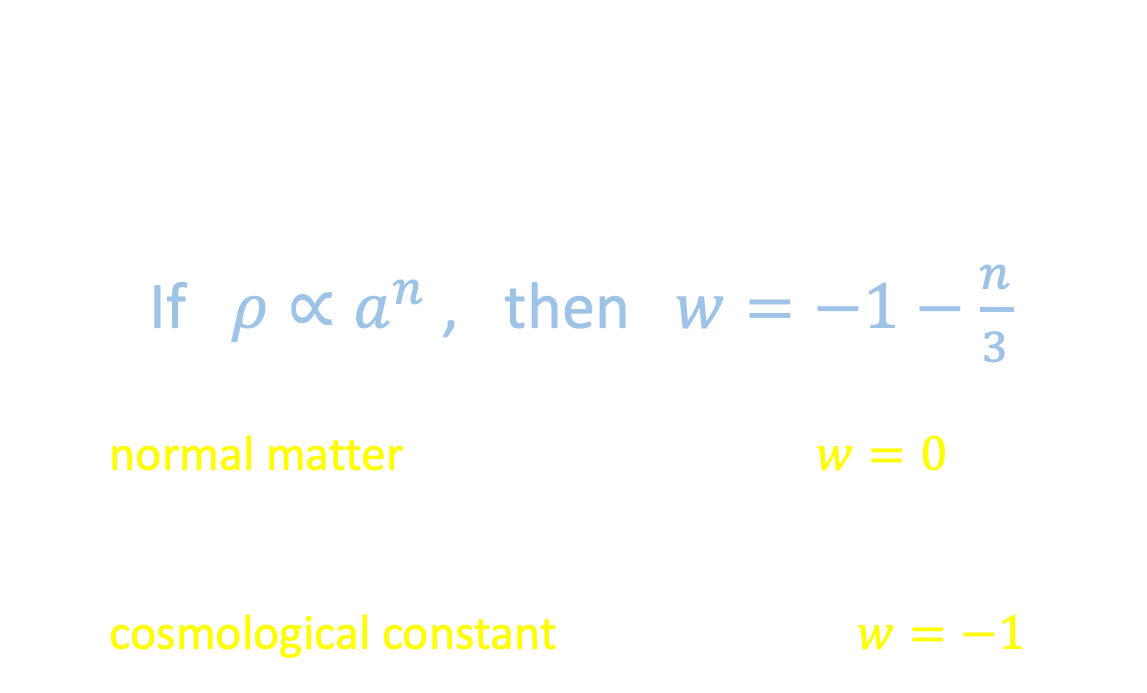 If ρ ∝ aⁿ , then w = −1 − n/3
normal matter w = 0
cosmological constant w = −1